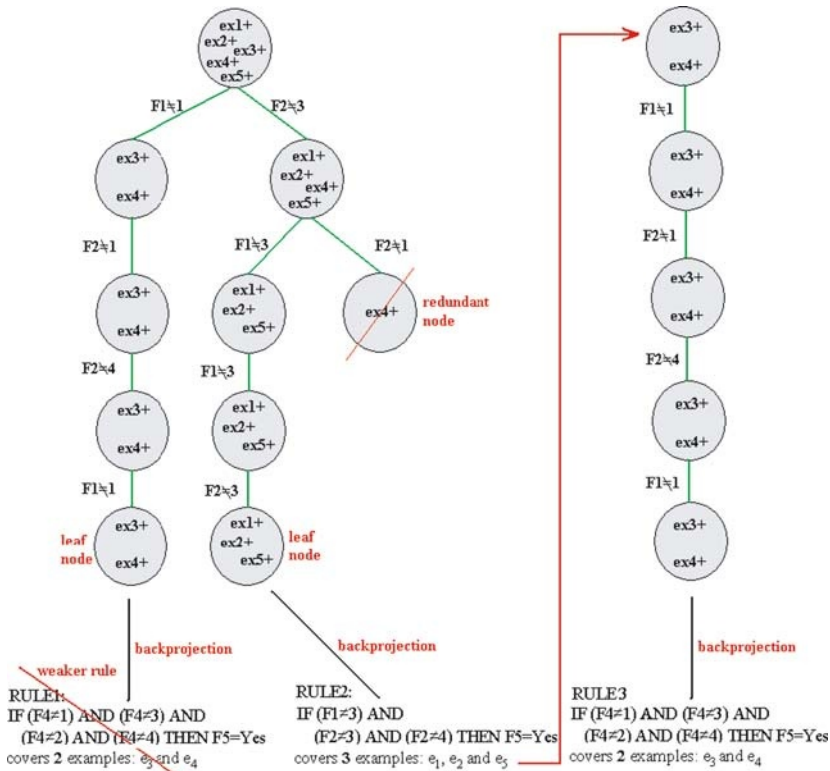 ex1+
ex2+
ex3+
ex4+
ex5+
F1≒1
F2≒3
ex3+
ex4+
ex1+
ex2+
ex4+
ex5+
F2≒1
F1≒3
F2≒1
ex3+
ex4+
ex1+
ex2+
ex5+
ex4+
redundant
node
F2≒4
F1≒3
ex3+
ex4+
ex1+
ex2+
ex5+
F1≒1
F2≒3
leaf
node
ex3+
ex4+
ex1+
ex2+
ex5+
leaf
node
backprojection
backprojection
weaker rule
RULE1:
IF (F4≠1) AND (F4≠3) AND
(F4≠2) AND (F4≠4) THEN F5=Yes
covers 2 examples: e3 and e4
RULE2:
IF (F1≠3) AND
(F2≠3) AND (F2≠4) THEN F5=Yes
covers 3 examples: e1, e2 and e5
ex3+
ex4+
F1≒1
ex3+
ex4+
F2≒1
ex3+
ex4+
F2≒4
ex3+
ex4+
F1≒1
ex3+
ex4+
backprojection
RULE3
IF (F4≠1) AND (F4≠3) AND
(F4≠2) AND (F4≠4) THEN F5=Yes
covers 2 examples: e3 and e4